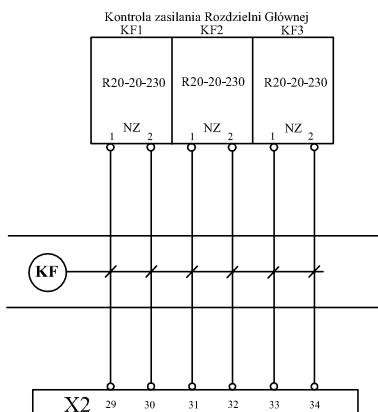 Kontrola zasilania Rozdzielni Głównej
KF1 KF2 KF3
R20-20-230 R20-20-230 R20-20-230
NZ NZ NZ
1 2 1 2 1 2
KF
X2 29 30 31 32 33 34